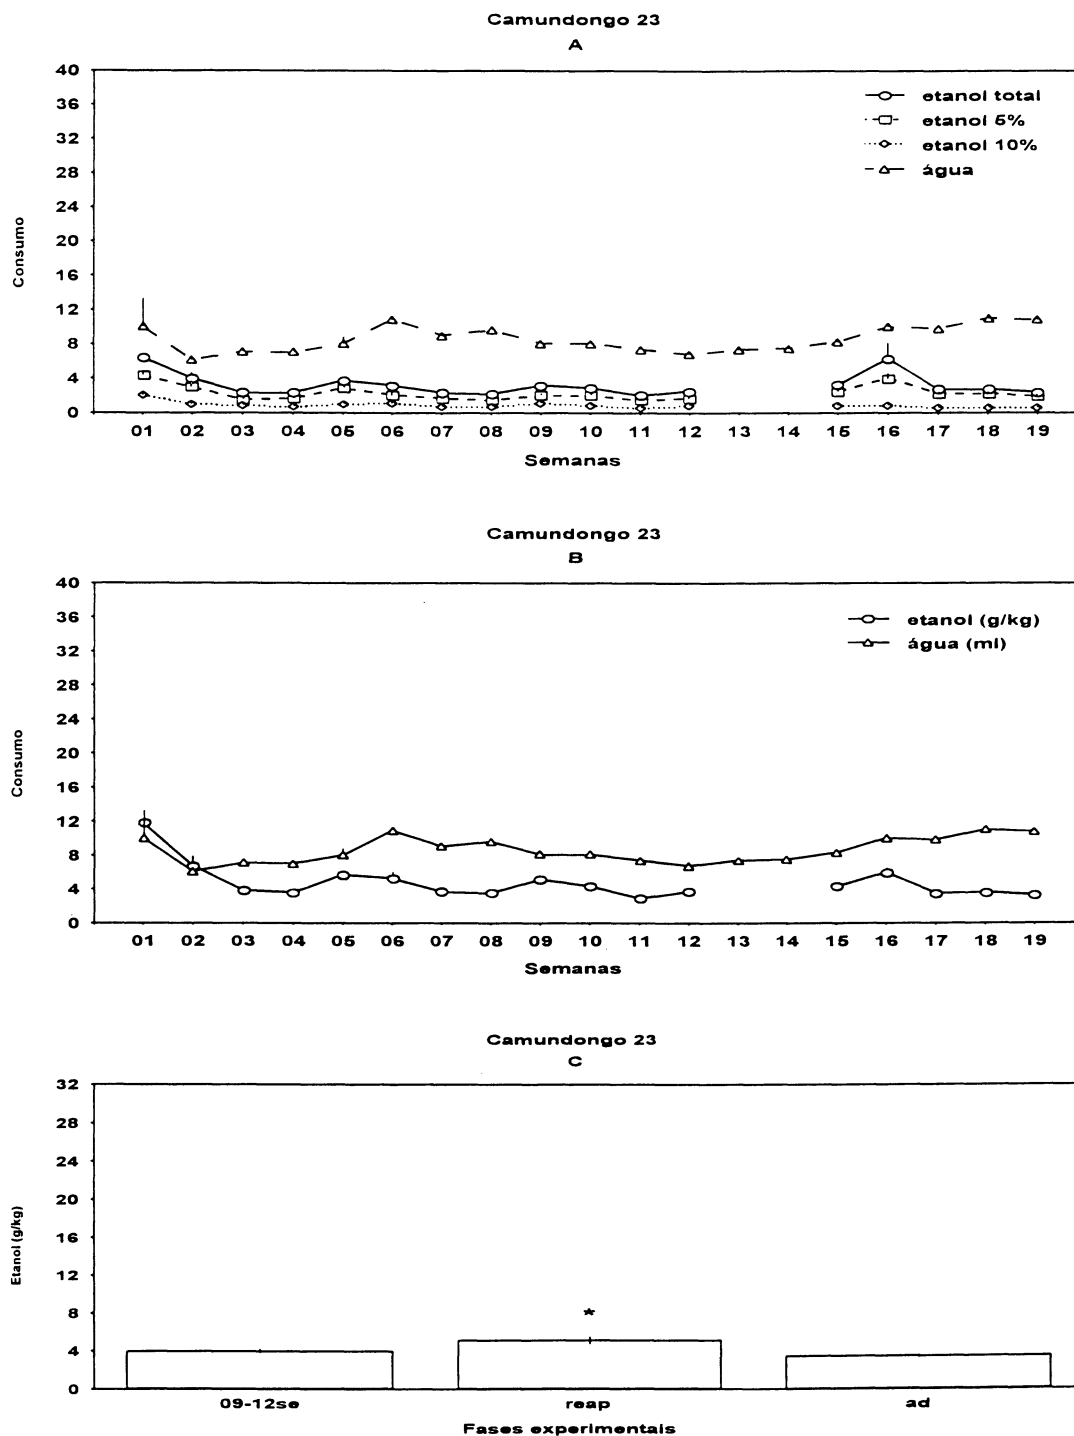 Camundongo 23
A
40
36
32
28
24
20
16
12
8
4
0
Consumo
etanol total
etanol 5%
etanol 10%
água
01 02 03 04 05 06 07 08 09 10 11 12 13 14 15 16 17 18 19
Semanas
Camundongo 23
B
40
36
32
28
24
20
16
12
8
4
0
Consumo
etanol (g/kg)
água (ml)
01 02 03 04 05 06 07 08 09 10 11 12 13 14 15 16 17 18 19
Semanas
Camundongo 23
C
32
28
24
20
16
12
8
4
0
Etanol (g/kg)
*
09-12se reap ad
Fases experimentais